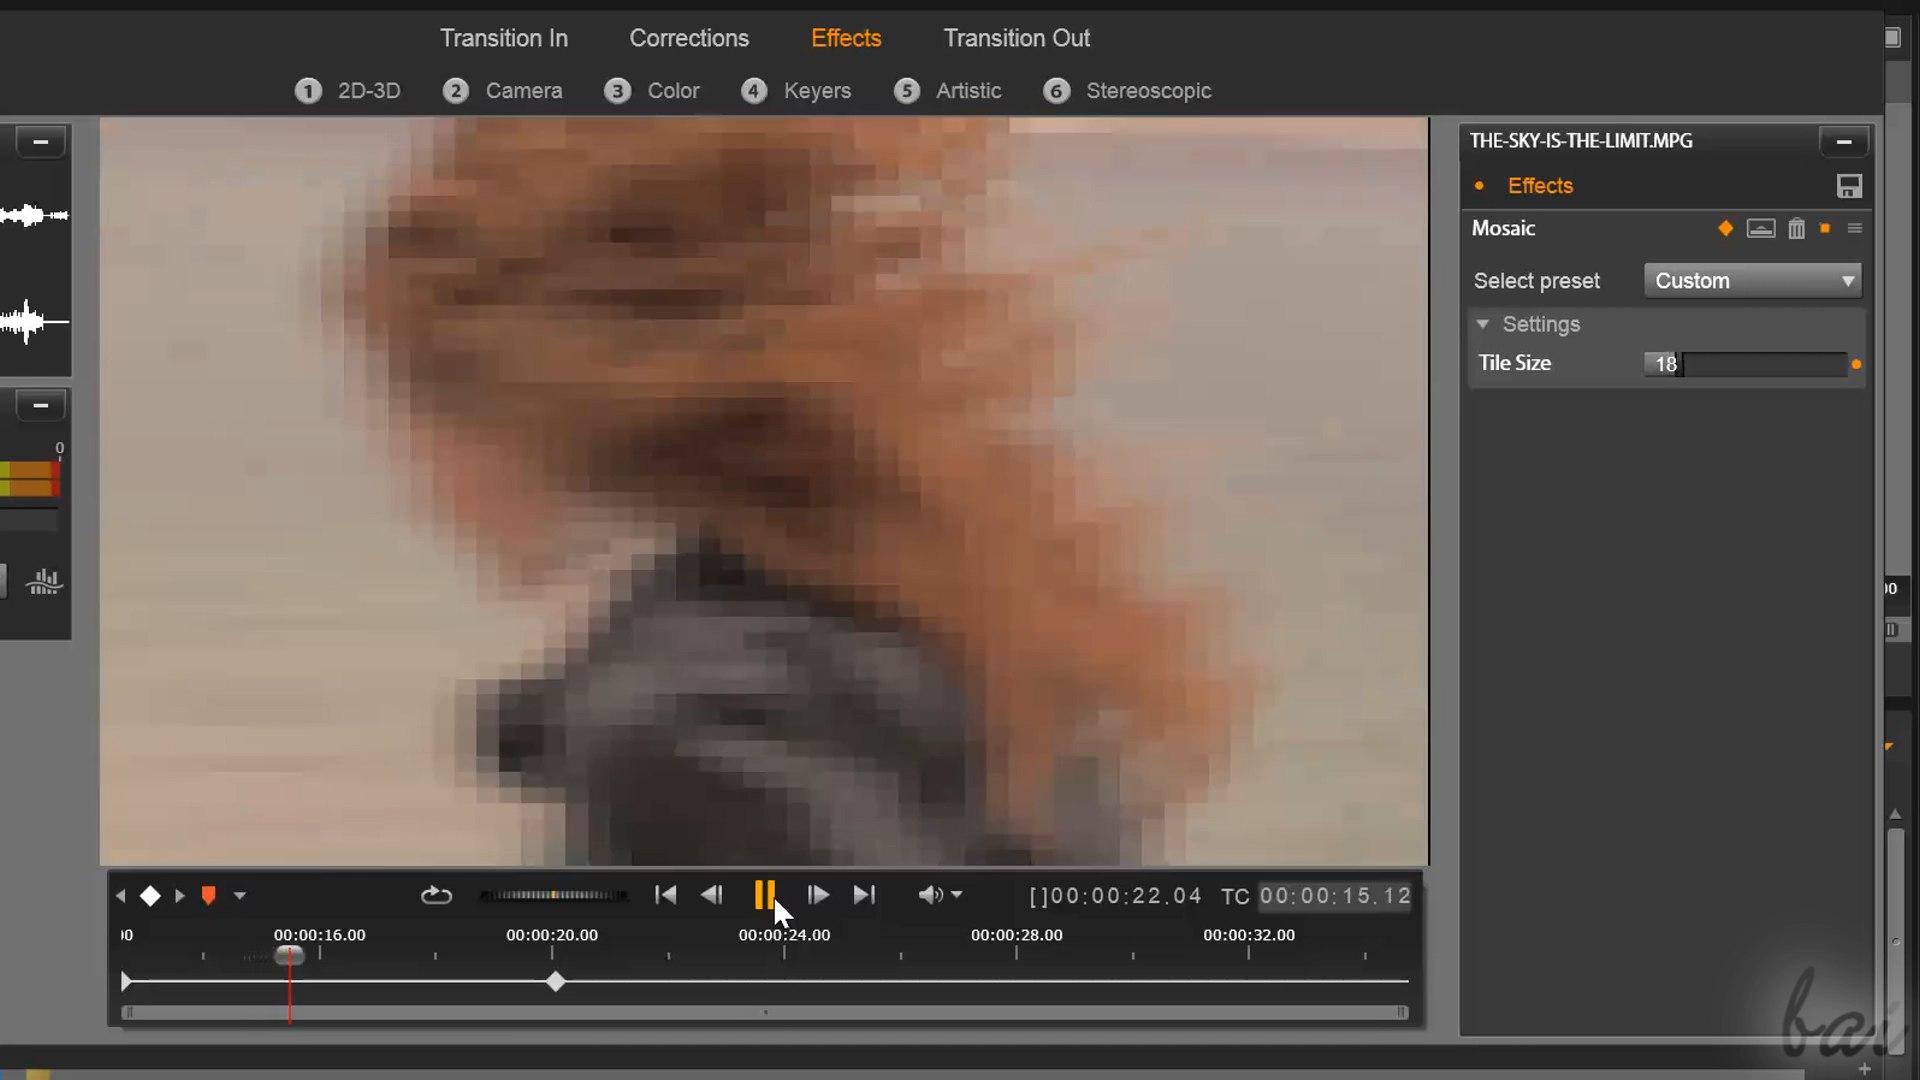 Transition In Corrections Effects Transition Out
1 2D-3D 2 Camera 3 Color 4 Keyers 5 Artistic 6 Stereoscopic
THE-SKY-IS-THE-LIMIT.MPG
Effects
Mosaic
Select preset Custom
Settings
Tile Size 18
0
00
[]00:00:22.04 TC 00:00:15.12
00 00:00:16.00 00:00:20.00 00:00:24.00 00:00:28.00 00:00:32.00
bai